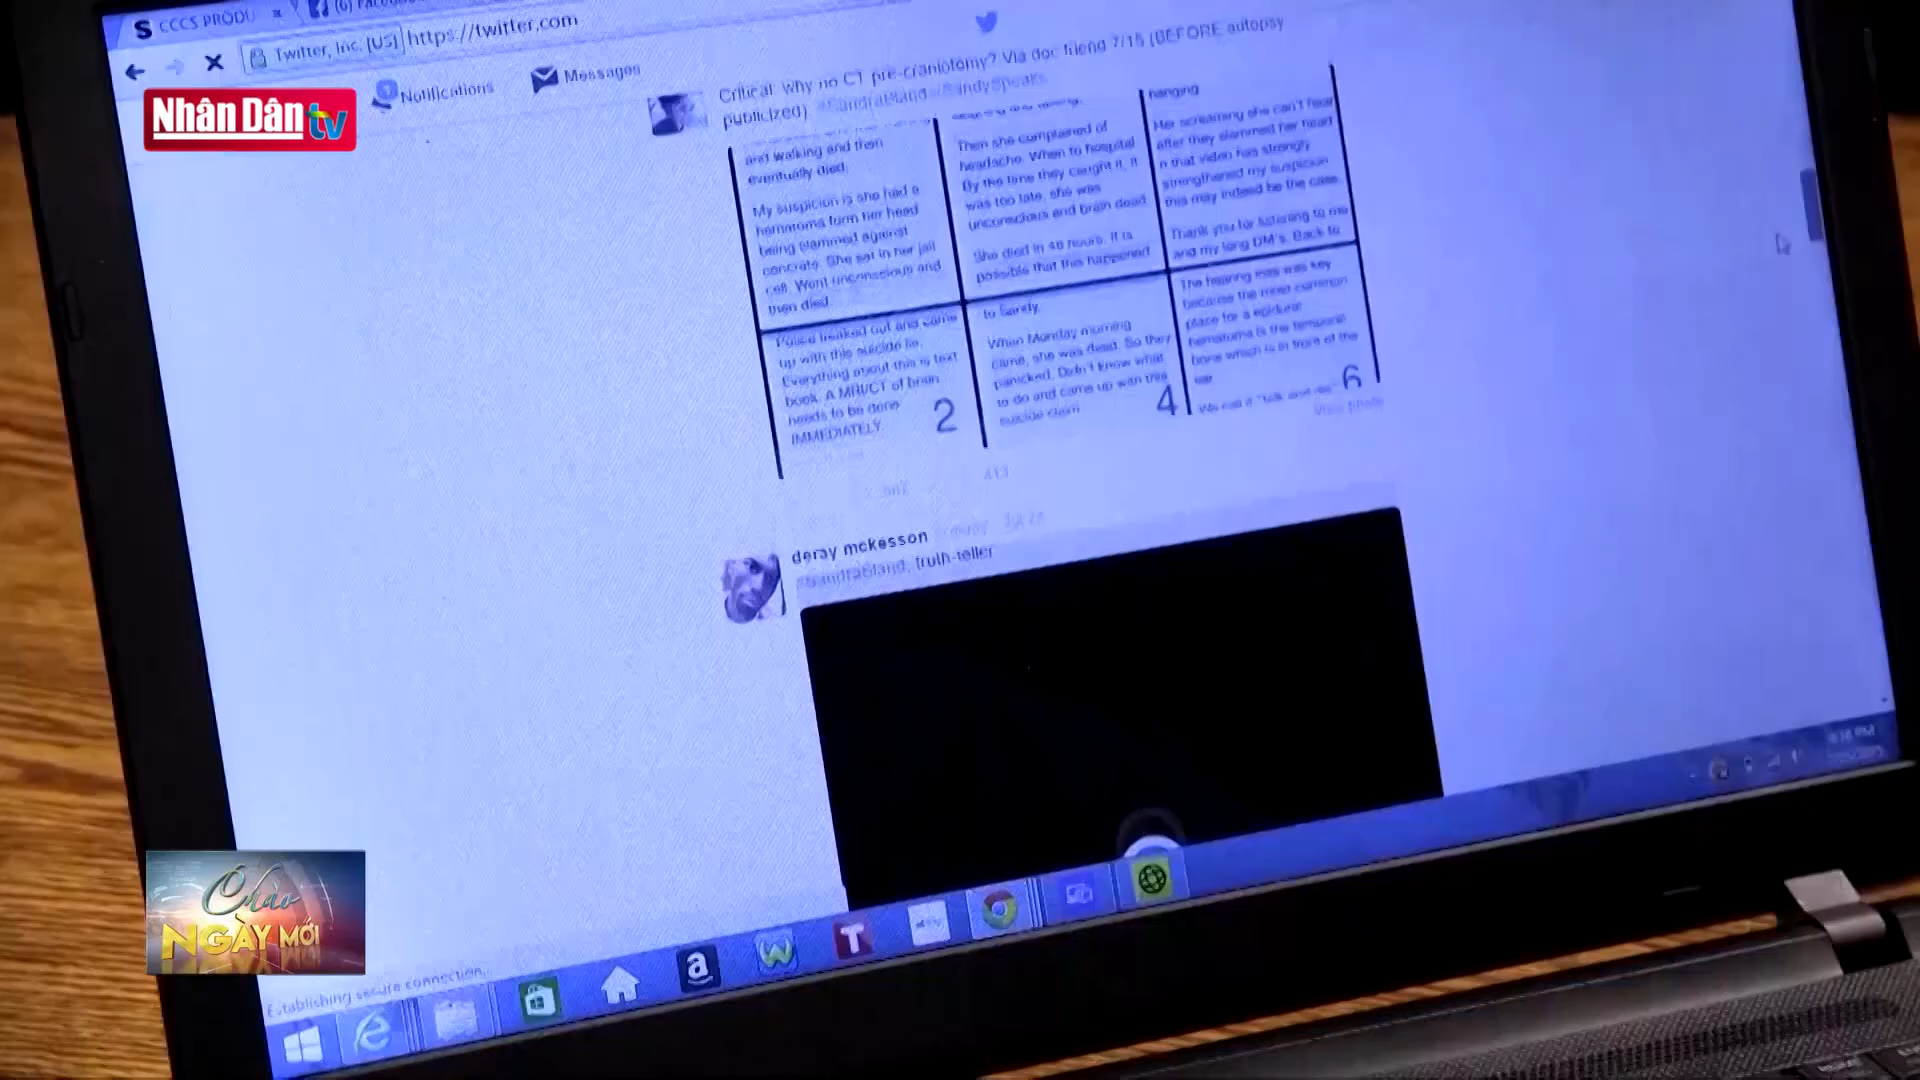 CCCS PRODU
Twitter, Inc. [US] https://twitter.com
Notifications
Messages
Nhân Dân tv
Critical: why no CT pre-craniotomy? Via doc friend 7/15 (BEFORE autopsy
publicized) #SandraBland #SandySpeaks
and walking and then
eventually died.
My suspicion is she had a
hematoma form her head
being slammed against
concrete. She sat in her jail
cell. Went unconscious and
then died.
Police freaked out and came
up with this suicide lie.
Everything about this is text
book. A MRI/CT of brain
needs to be done
IMMEDIATELY.
2
Then she complained of
headache. When to hospital
By the time they caught it, it
was too late, she was
unconscious and brain dead.
She died in 48 hours. It is
possible that this happened
to Sandy.
When Monday morning
came, she was dead. So they
panicked. Didn't know what
to do and came up with this
suicide claim
4
hanging
Her screaming she can't hear
after they slammed her head
n that video has strongly
strengthened my suspicion
this may indeed be the case.
Thank you for listening to me
and my long DM's. Back to
The hearing loss was key
because the most common
place for a epidural
hematoma is the temporal
bone which is in front of the
ear.
6
View photo
deray mckesson
#SandraBland, truth-teller
Chào
NGÀY MỚI
Establishing secure connection...